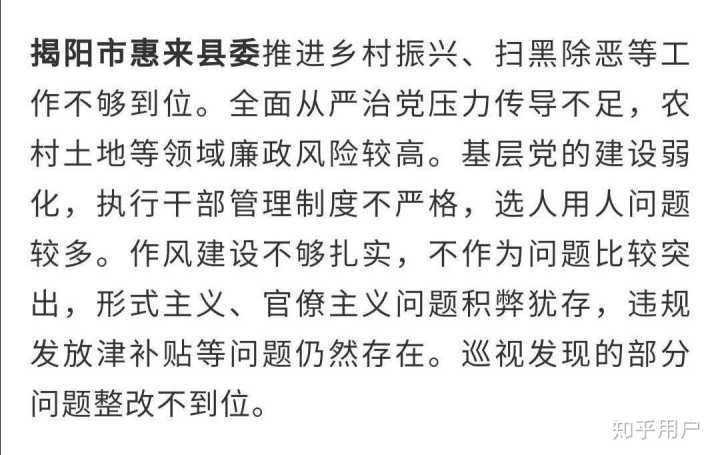 揭阳市惠来县委推进乡村振兴、扫黑除恶等工
作不够到位。全面从严治党压力传导不足，农
村土地等领域廉政风险较高。基层党的建设弱
化，执行干部管理制度不严格，选人用人问题
较多。作风建设不够扎实，不作为问题比较突
出，形式主义、官僚主义问题积弊犹存，违规
发放津补贴等问题仍然存在。巡视发现的部分
问题整改不到位。
知乎用户